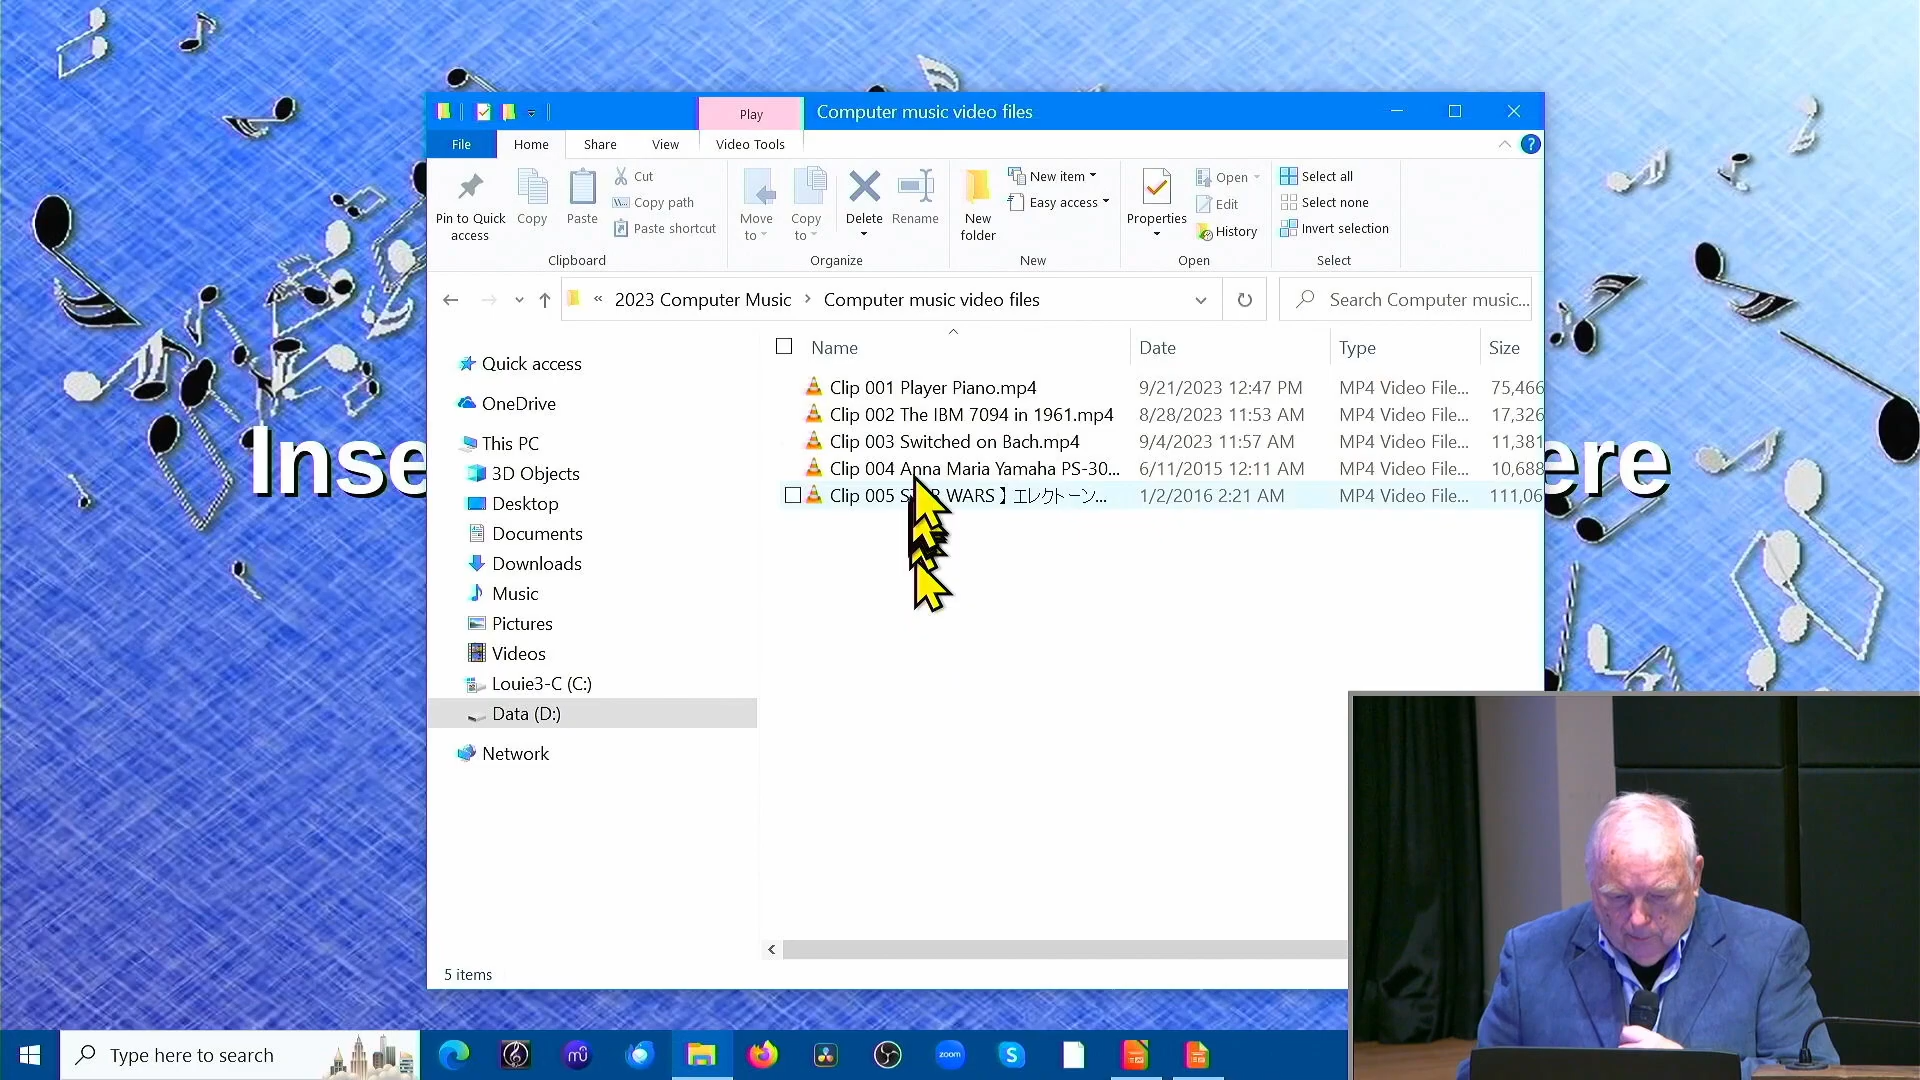 Play
Computer music video files
File
Home
Share
View
Video Tools
Pin to Quick access
Copy
Paste
Cut
Copy path
Paste shortcut
Clipboard
Move to
Copy to
Delete
Rename
Organize
New folder
New item
Easy access
New
Properties
Open
Edit
History
Open
Select all
Select none
Invert selection
Select
« 2023 Computer Music › Computer music video files
Search Computer music...
Name
Date
Type
Size
Clip 001 Player Piano.mp4 9/21/2023 12:47 PM MP4 Video File... 75,466
Clip 002 The IBM 7094 in 1961.mp4 8/28/2023 11:53 AM MP4 Video File... 17,326
Clip 003 Switched on Bach.mp4 9/4/2023 11:57 AM MP4 Video File... 11,381
Clip 004 Anna Maria Yamaha PS-30... 6/11/2015 12:11 AM MP4 Video File... 10,688
Clip 005 WARS】エレクトーン... 1/2/2016 2:21 AM MP4 Video File... 111,06
Quick access
OneDrive
This PC
3D Objects
Desktop
Documents
Downloads
Music
Pictures
Videos
Louie3-C (C:)
Data (D:)
Network
Inse
ere
5 items
Type here to search
mu
zoom